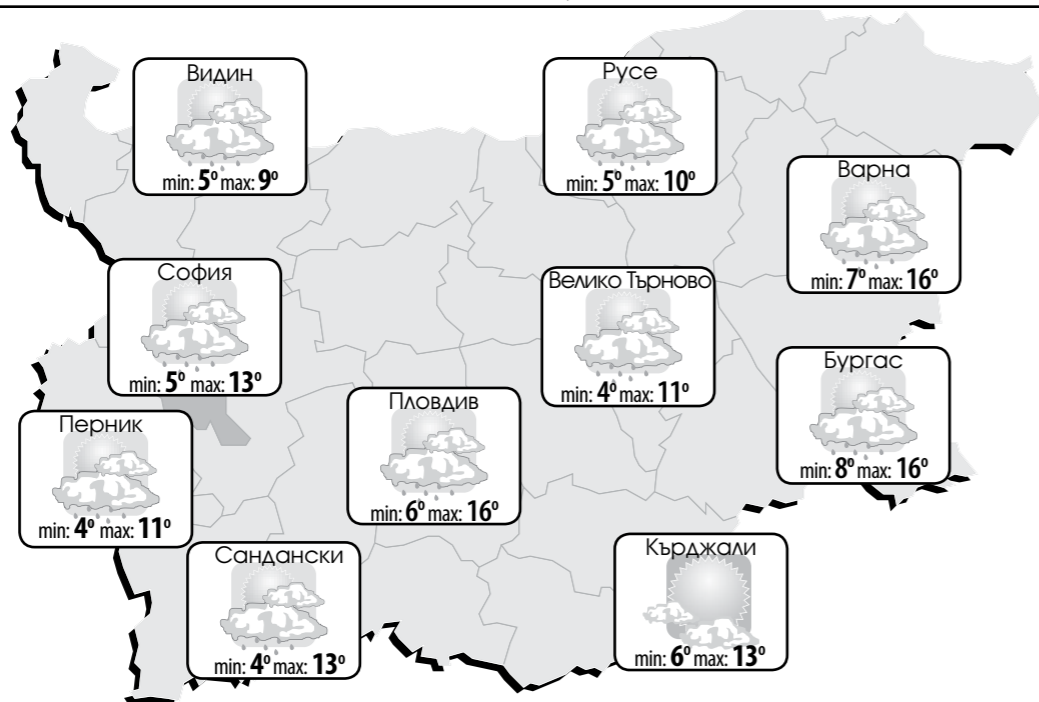 Видин
min: 5° max: 9°
Русе
min: 5° max: 10°
Варна
min: 7° max: 16°
София
min: 5° max: 13°
Велико Търново
min: 4° max: 11°
Бургас
min: 8° max: 16°
Пловдив
min: 6° max: 16°
Перник
min: 4° max: 11°
Сандански
min: 4° max: 13°
Кърджали
min: 6° max: 13°